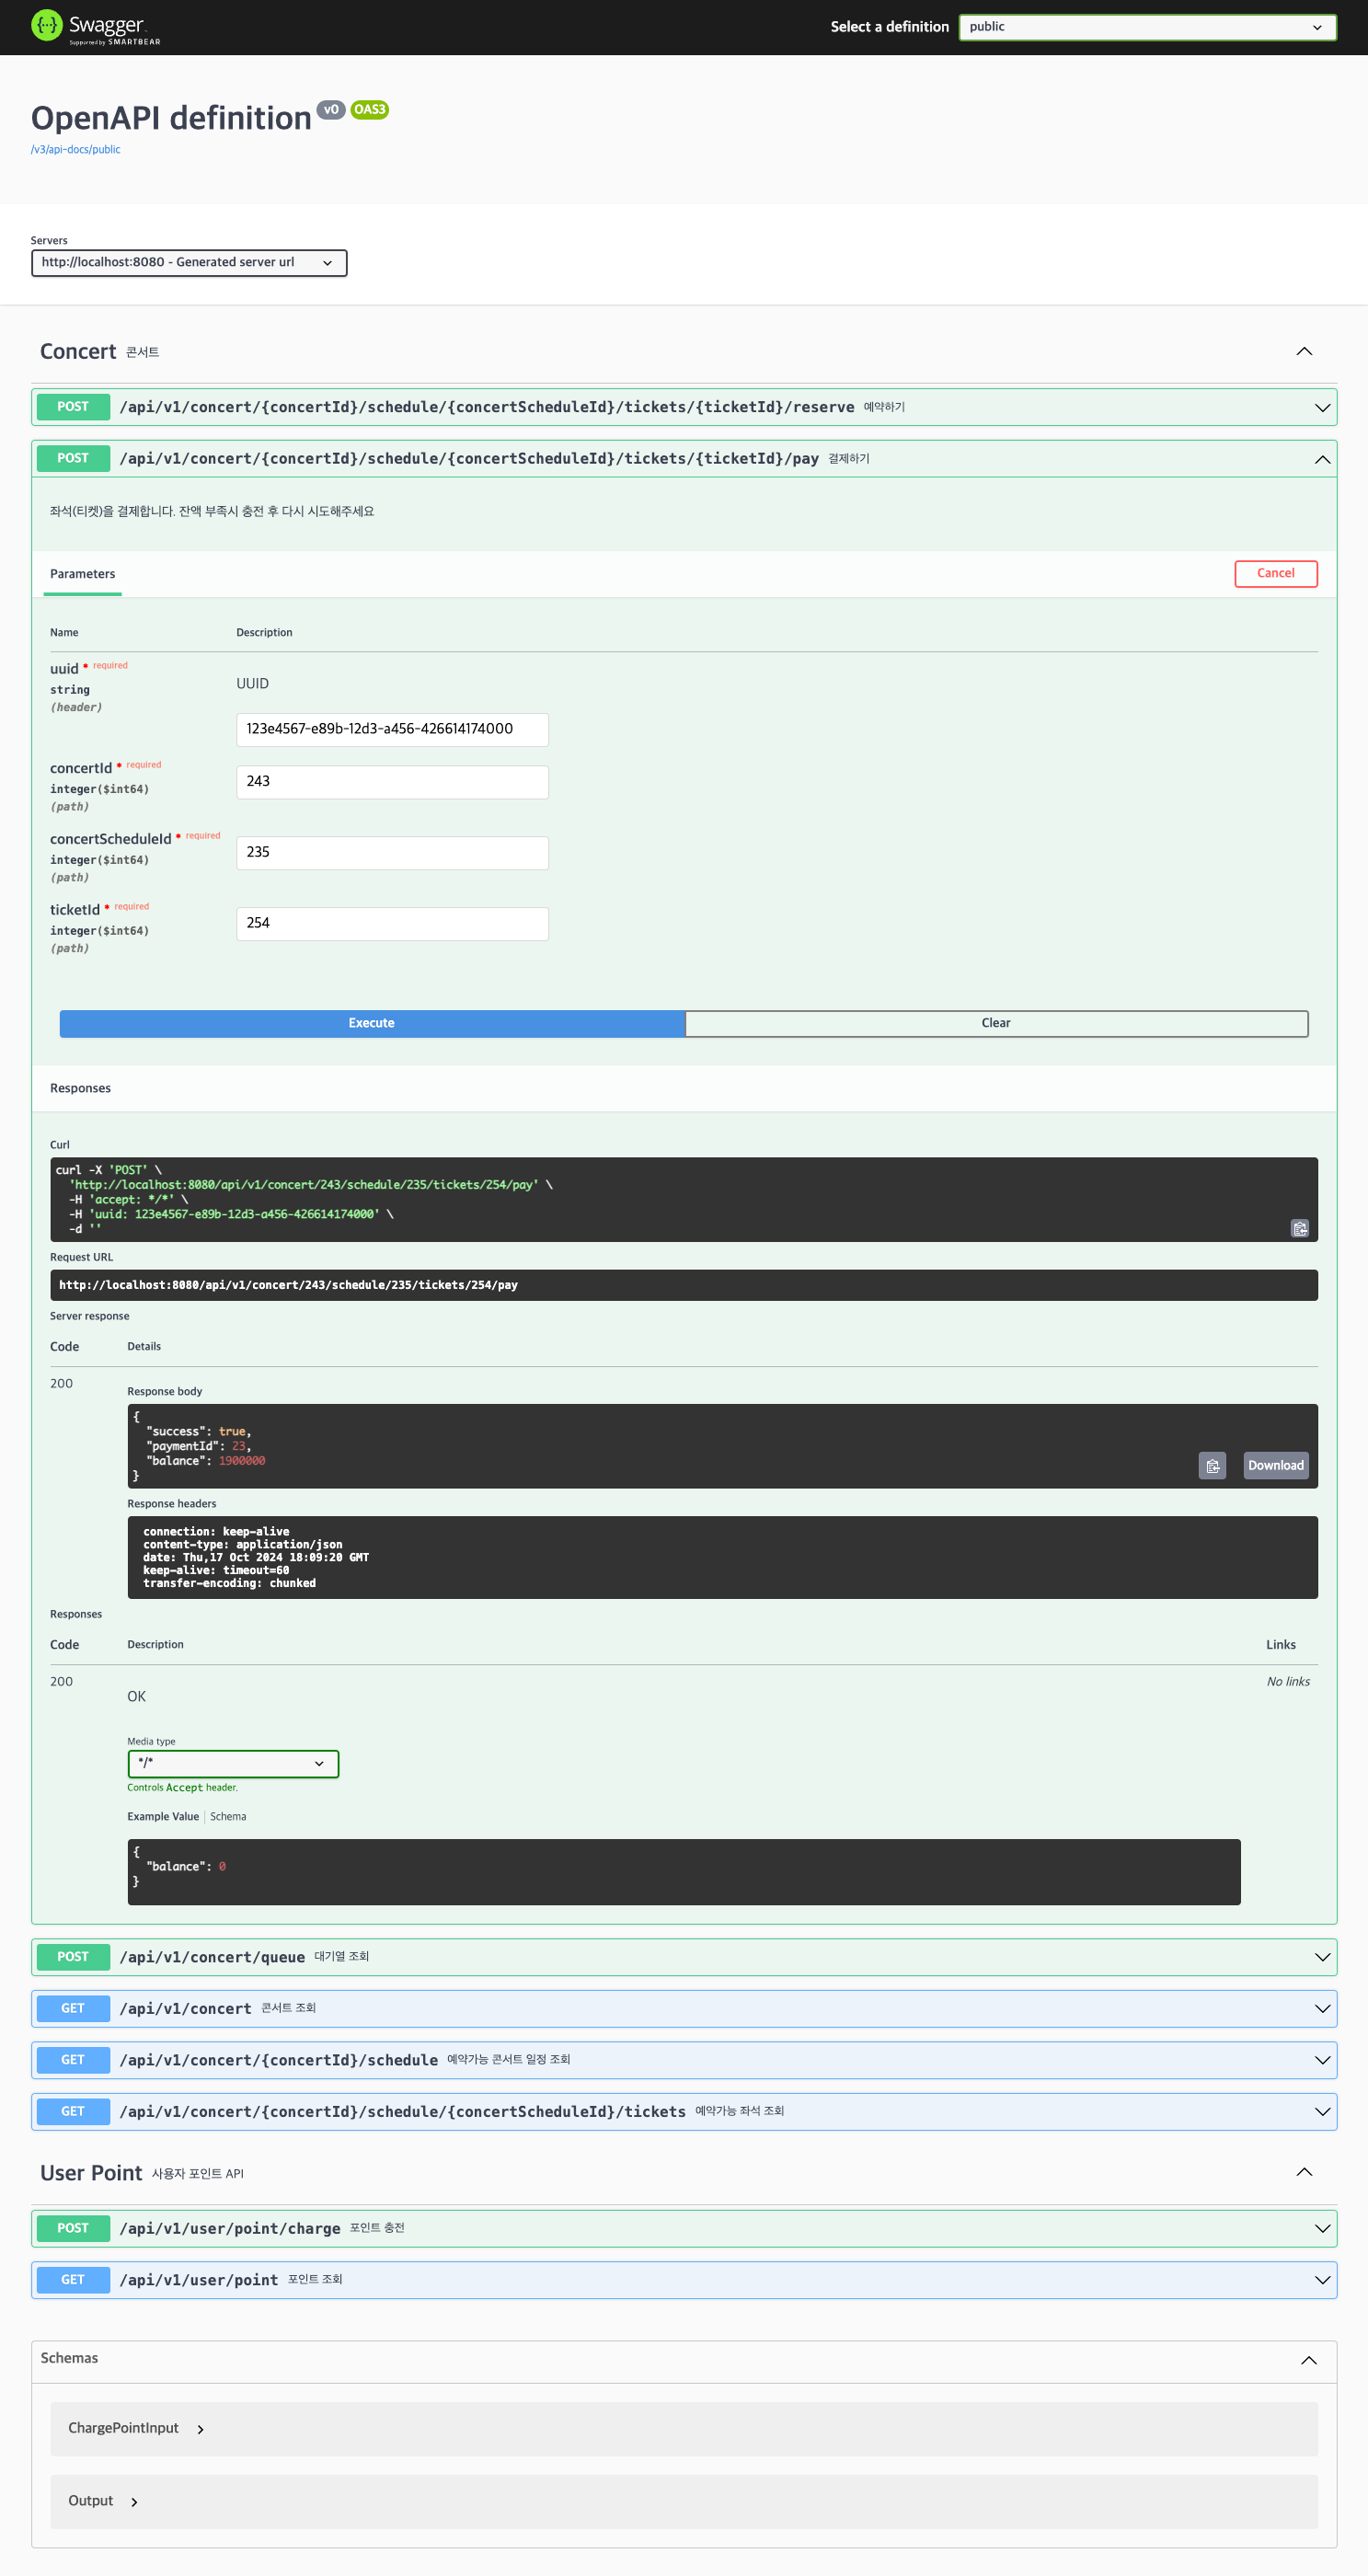 Swagger
Supported by SMARTBEAR
Select a definition
public
OpenAPI definition v0 OAS3
/v3/api-docs/public
Servers
http://localhost:8080 - Generated server url
Concert 콘서트
POST /api/v1/concert/{concertId}/schedule/{concertScheduleId}/tickets/{ticketId}/reserve 예약하기
POST /api/v1/concert/{concertId}/schedule/{concertScheduleId}/tickets/{ticketId}/pay 결제하기
좌석(티켓)을 결제합니다. 잔액 부족시 충전 후 다시 시도해주세요
Parameters Cancel
Name Description
uuid * required
string
(header)
UUID
123e4567-e89b-12d3-a456-426614174000
concertId * required
integer($int64)
(path)
243
concertScheduleId * required
integer($int64)
(path)
235
ticketId * required
integer($int64)
(path)
254
Execute Clear
Responses
Curl
curl -X 'POST' \
'http://localhost:8080/api/v1/concert/243/schedule/235/tickets/254/pay' \
-H 'accept: */*' \
-H 'uuid: 123e4567-e89b-12d3-a456-426614174000' \
-d ''
Request URL
http://localhost:8080/api/v1/concert/243/schedule/235/tickets/254/pay
Server response
Code Details
200
Response body
{
"success": true,
"paymentId": 23,
"balance": 1900000
}
Download
Response headers
connection: keep-alive
content-type: application/json
date: Thu,17 Oct 2024 18:09:20 GMT
keep-alive: timeout=60
transfer-encoding: chunked
Responses
Code Description Links
200
OK
No links
Media type
*/*
Controls Accept header.
Example Value Schema
{
"balance": 0
}
POST /api/v1/concert/queue 대기열 조회
GET /api/v1/concert 콘서트 조회
GET /api/v1/concert/{concertId}/schedule 예약가능 콘서트 일정 조회
GET /api/v1/concert/{concertId}/schedule/{concertScheduleId}/tickets 예약가능 좌석 조회
User Point 사용자 포인트 API
POST /api/v1/user/point/charge 포인트 충전
GET /api/v1/user/point 포인트 조회
Schemas
ChargePointInput
Output